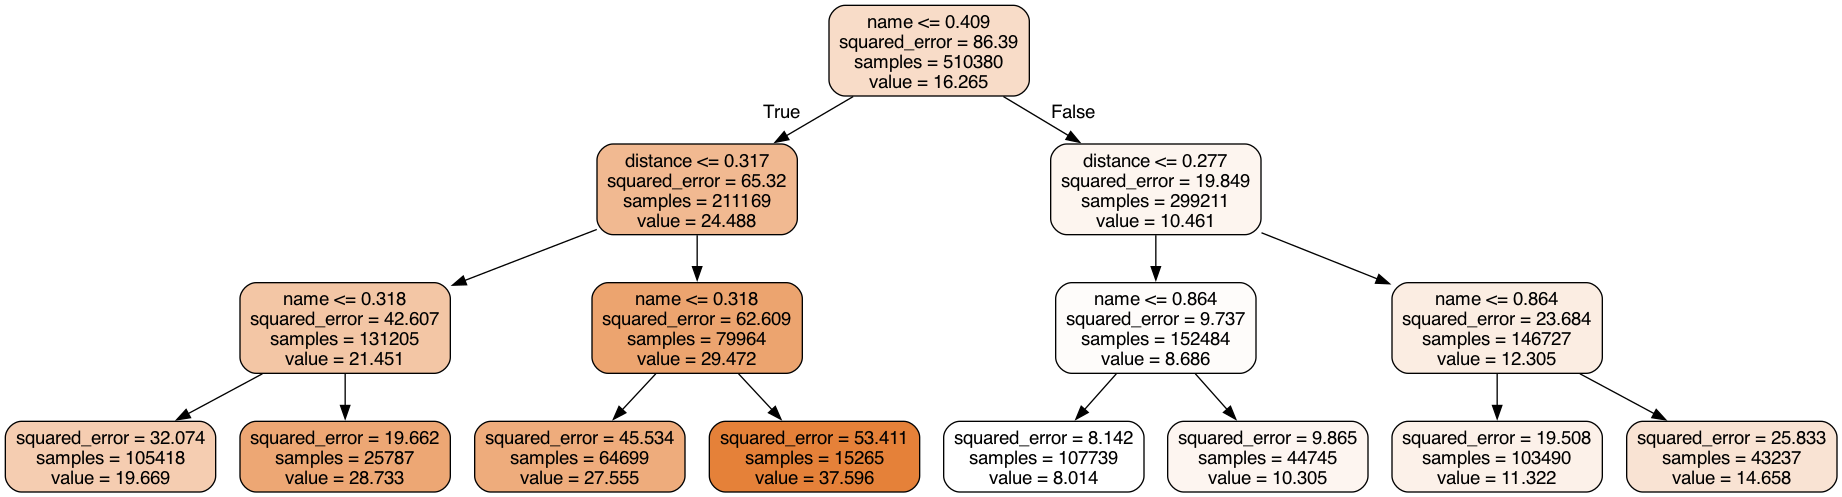 name <= 0.409
squared_error = 86.39
samples = 510380
value = 16.265
True
False
distance <= 0.317
squared_error = 65.32
samples = 211169
value = 24.488
distance <= 0.277
squared_error = 19.849
samples = 299211
value = 10.461
name <= 0.318
squared_error = 42.607
samples = 131205
value = 21.451
name <= 0.318
squared_error = 62.609
samples = 79964
value = 29.472
name <= 0.864
squared_error = 9.737
samples = 152484
value = 8.686
name <= 0.864
squared_error = 23.684
samples = 146727
value = 12.305
squared_error = 32.074
samples = 105418
value = 19.669
squared_error = 19.662
samples = 25787
value = 28.733
squared_error = 45.534
samples = 64699
value = 27.555
squared_error = 53.411
samples = 15265
value = 37.596
squared_error = 8.142
samples = 107739
value = 8.014
squared_error = 9.865
samples = 44745
value = 10.305
squared_error = 19.508
samples = 103490
value = 11.322
squared_error = 25.833
samples = 43237
value = 14.658